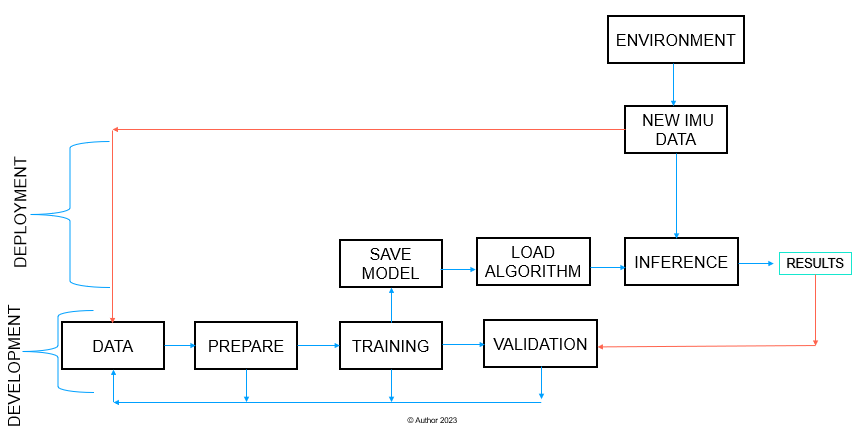 ENVIRONMENT
NEW IMU
DATA
DEPLOYMENT
SAVE
MODEL
LOAD
ALGORITHM
INFERENCE
RESULTS
DEVELOPMENT
DATA
PREPARE
TRAINING
VALIDATION
© Author 2023